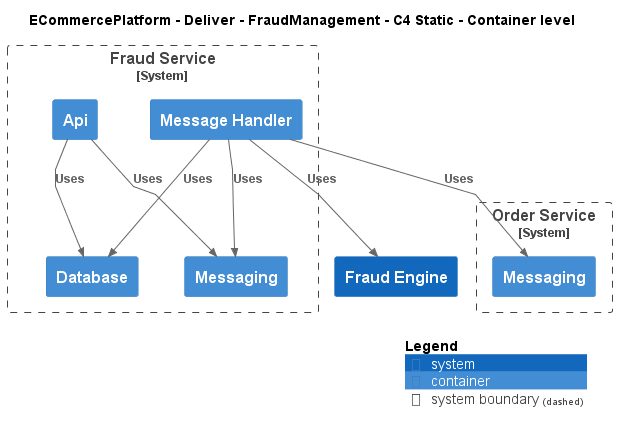 ECommercePlatform - Deliver - FraudManagement - C4 Static - Container level
Fraud Service
[System]
Api
Message Handler
Uses
Uses
Uses
Uses
Uses
Uses
Order Service
[System]
Database
Messaging
Fraud Engine
Messaging
Legend
system
container
system boundary (dashed)